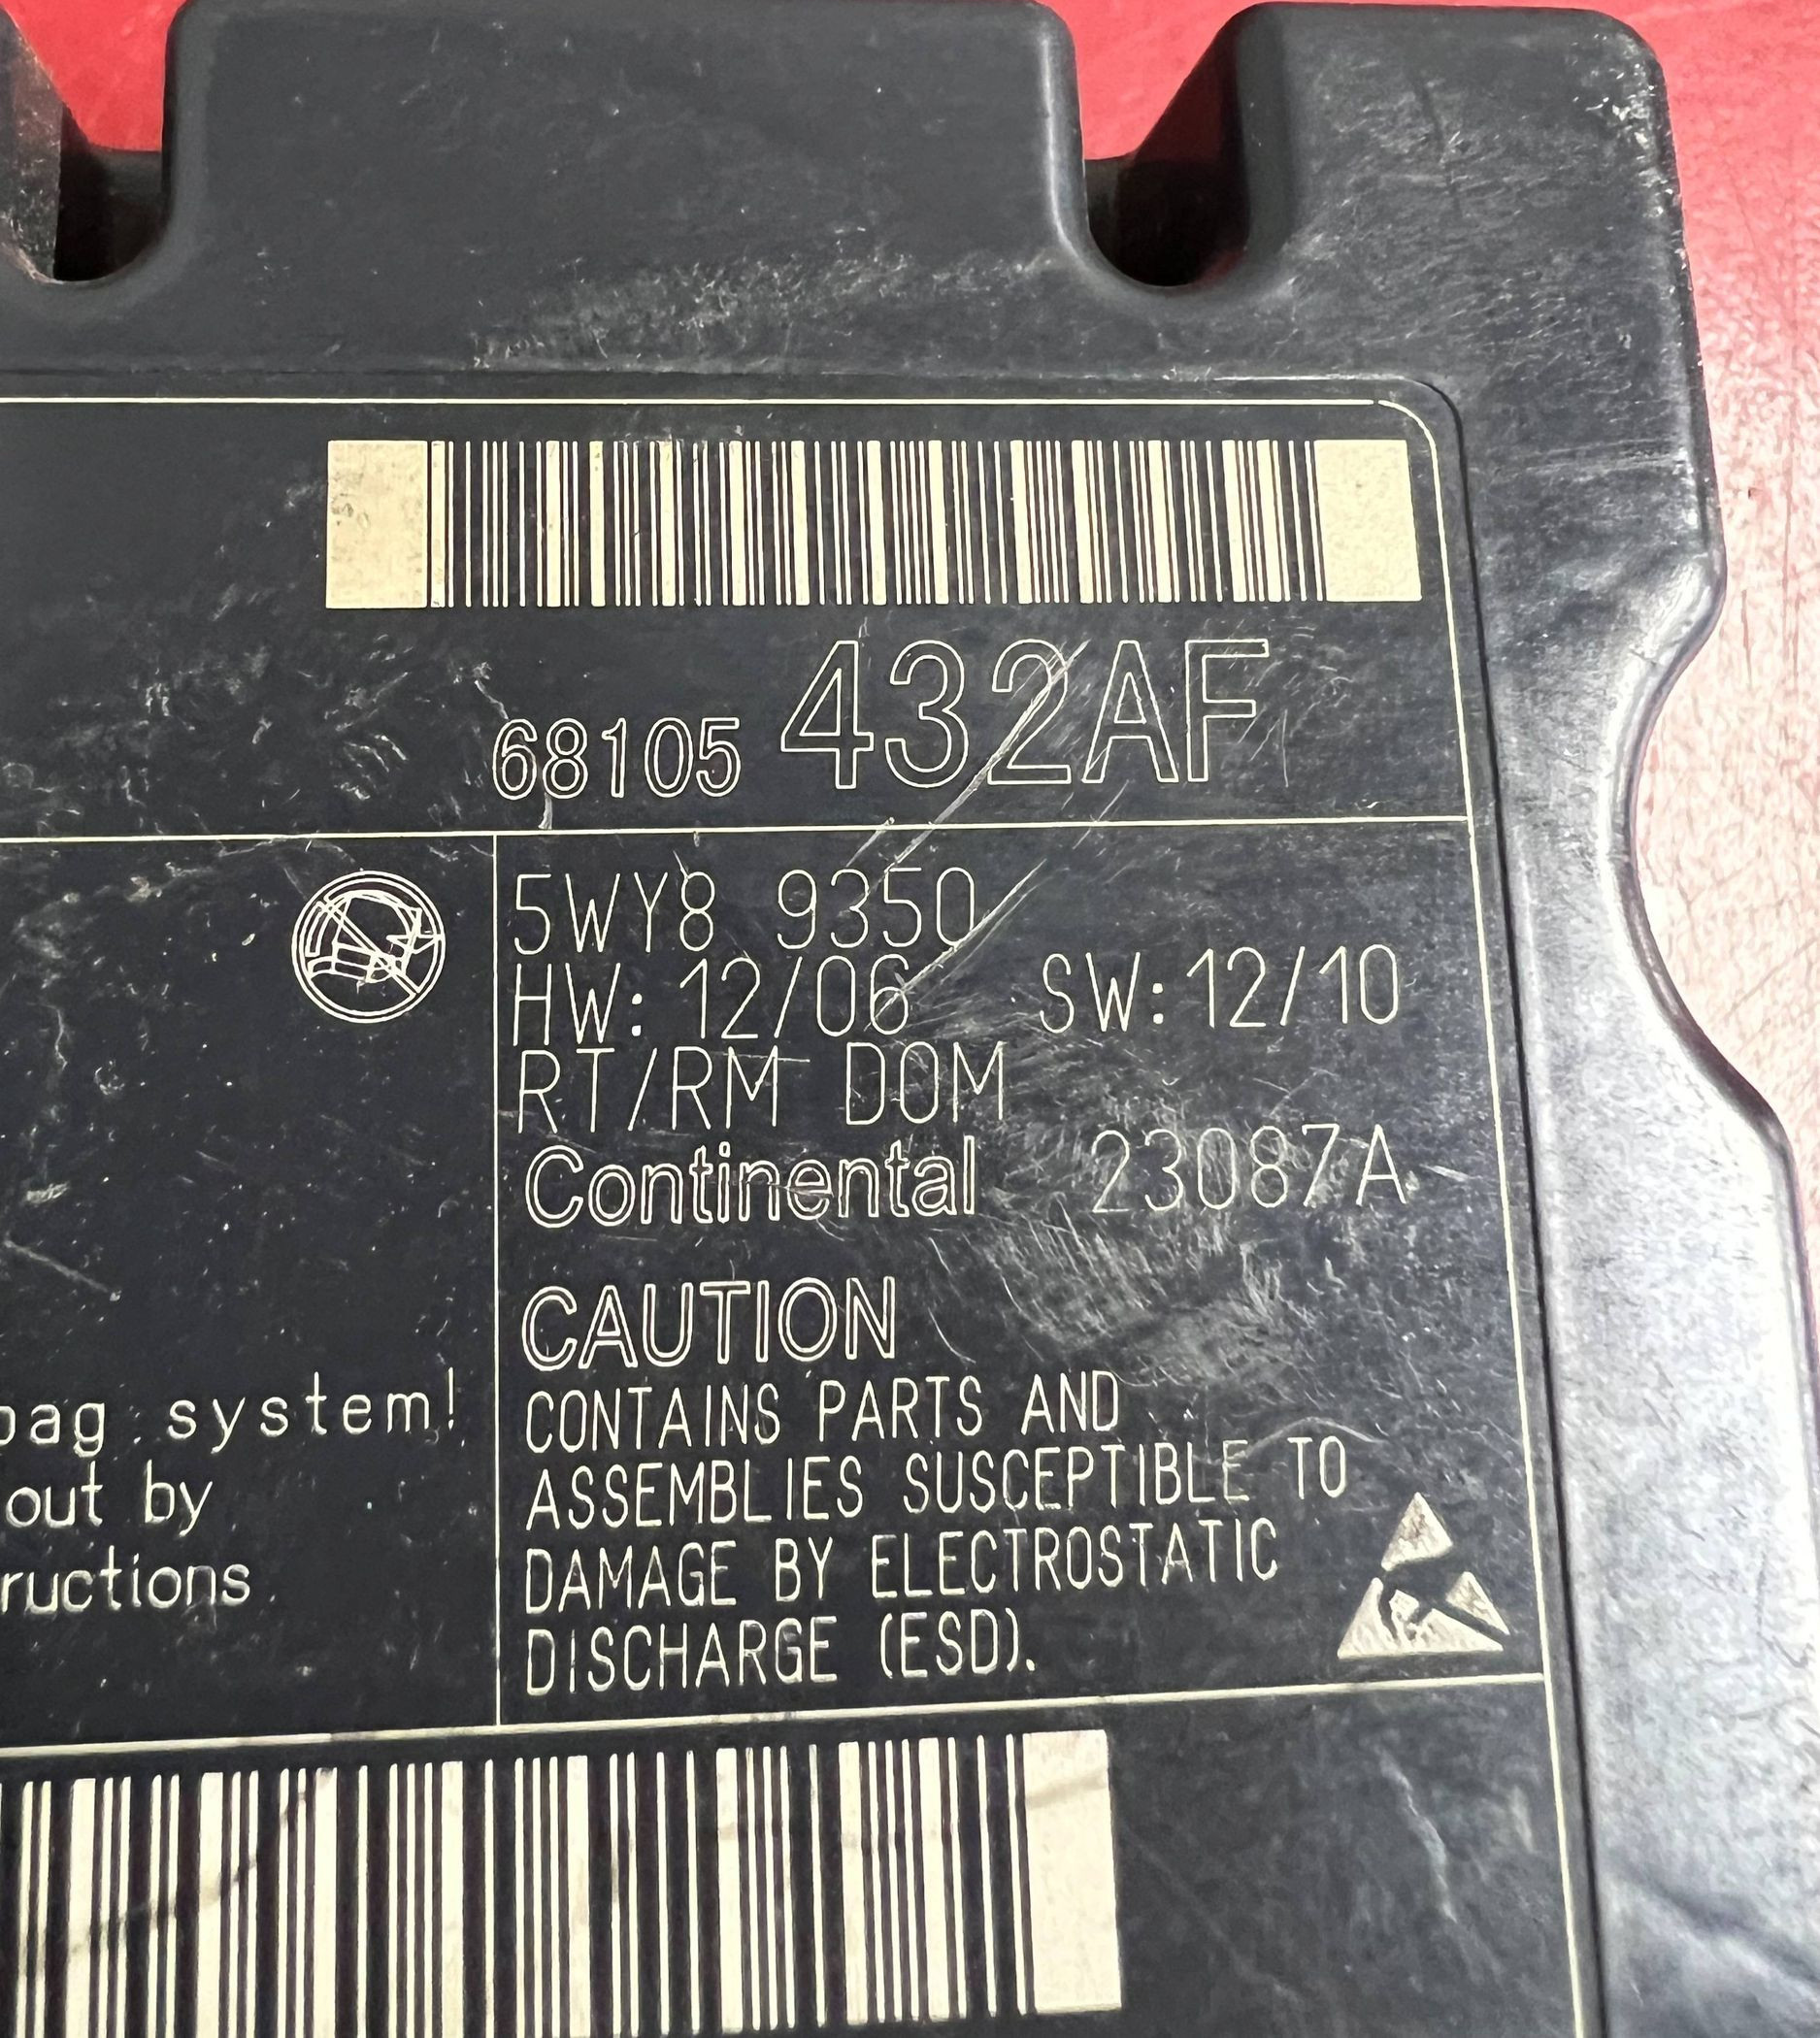 68105 432AF
5WY8 9350
HW: 12/06 SW: 12/10
RT/RM DOM
Continental 23087A
CAUTION
CONTAINS PARTS AND
ASSEMBLIES SUSCEPTIBLE TO
DAMAGE BY ELECTROSTATIC
DISCHARGE (ESD).
bag system!
out by
ructions